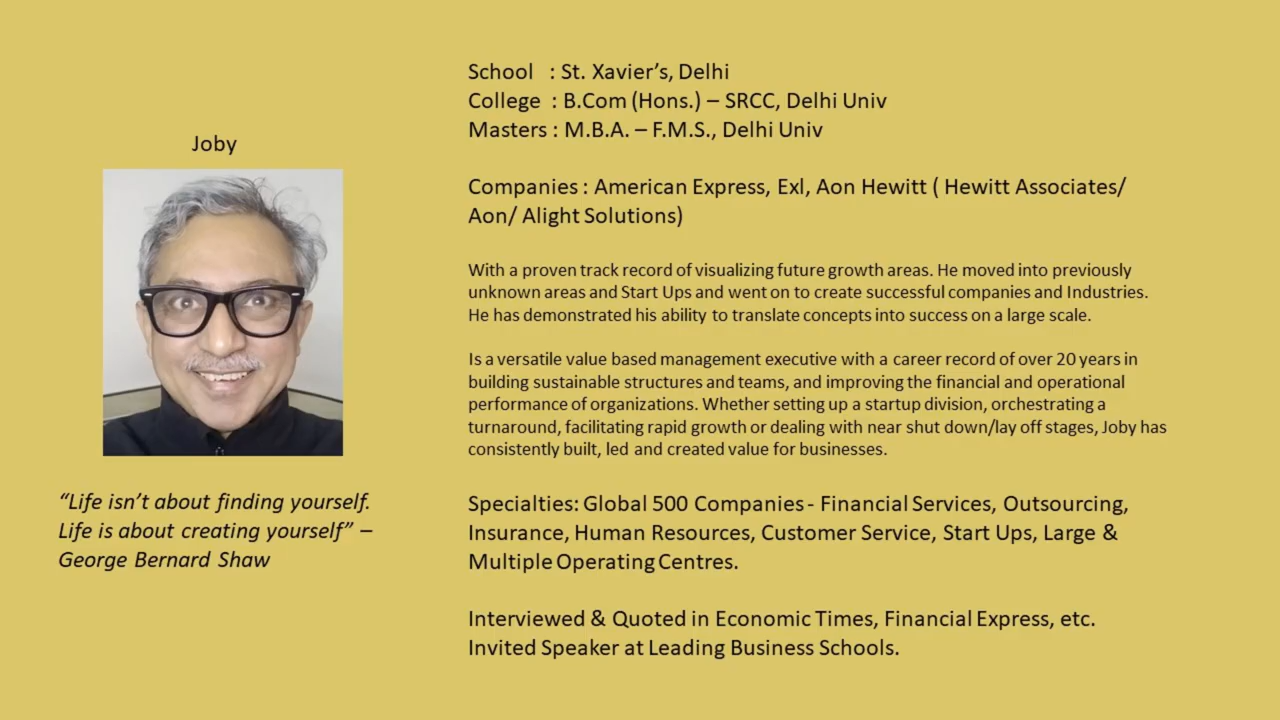 Joby
“Life isn’t about finding yourself.
Life is about creating yourself” –
George Bernard Shaw
School : St. Xavier’s, Delhi
College : B.Com (Hons.) – SRCC, Delhi Univ
Masters : M.B.A. – F.M.S., Delhi Univ
Companies : American Express, Exl, Aon Hewitt ( Hewitt Associates/
Aon/ Alight Solutions)
With a proven track record of visualizing future growth areas. He moved into previously
unknown areas and Start Ups and went on to create successful companies and Industries.
He has demonstrated his ability to translate concepts into success on a large scale.
Is a versatile value based management executive with a career record of over 20 years in
building sustainable structures and teams, and improving the financial and operational
performance of organizations. Whether setting up a startup division, orchestrating a
turnaround, facilitating rapid growth or dealing with near shut down/lay off stages, Joby has
consistently built, led and created value for businesses.
Specialties: Global 500 Companies - Financial Services, Outsourcing,
Insurance, Human Resources, Customer Service, Start Ups, Large &
Multiple Operating Centres.
Interviewed & Quoted in Economic Times, Financial Express, etc.
Invited Speaker at Leading Business Schools.